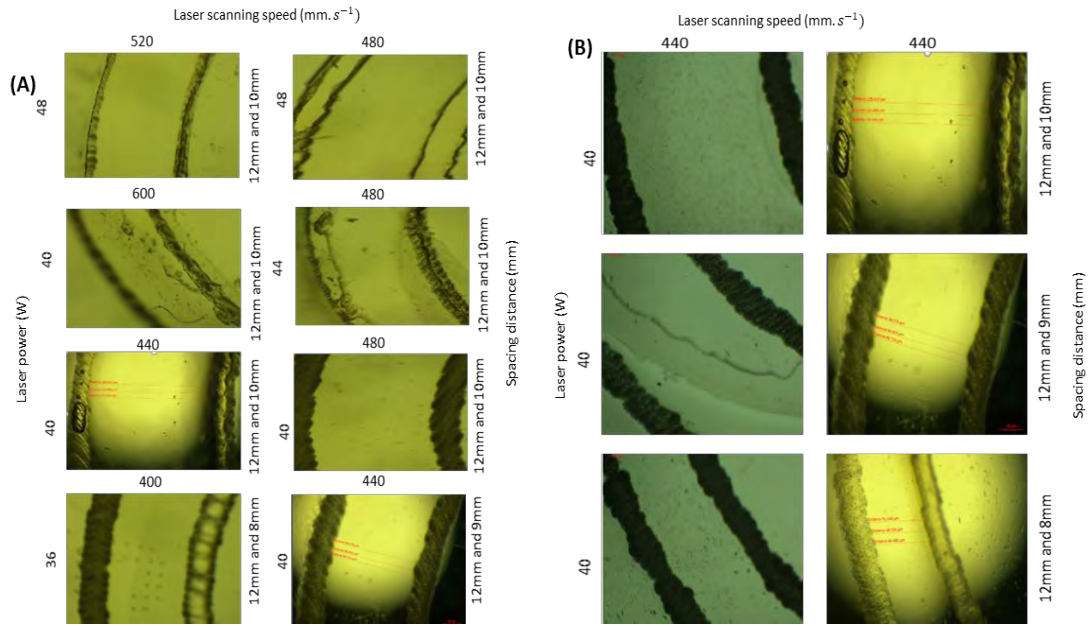 Laser scanning speed (mm. s⁻¹)
(A)
520
480
48
12mm and 10mm
48
12mm and 10mm
600
480
40
12mm and 10mm
44
12mm and 10mm
440
480
40
12mm and 10mm
40
12mm and 10mm
400
440
36
12mm and 8mm
40
12mm and 9mm
Laser power (W)
Spacing distance (mm)
Laser scanning speed (mm. s⁻¹)
(B)
440
440
40
12mm and 10mm
40
12mm and 9mm
40
12mm and 8mm
Laser power (W)
Spacing distance (mm)